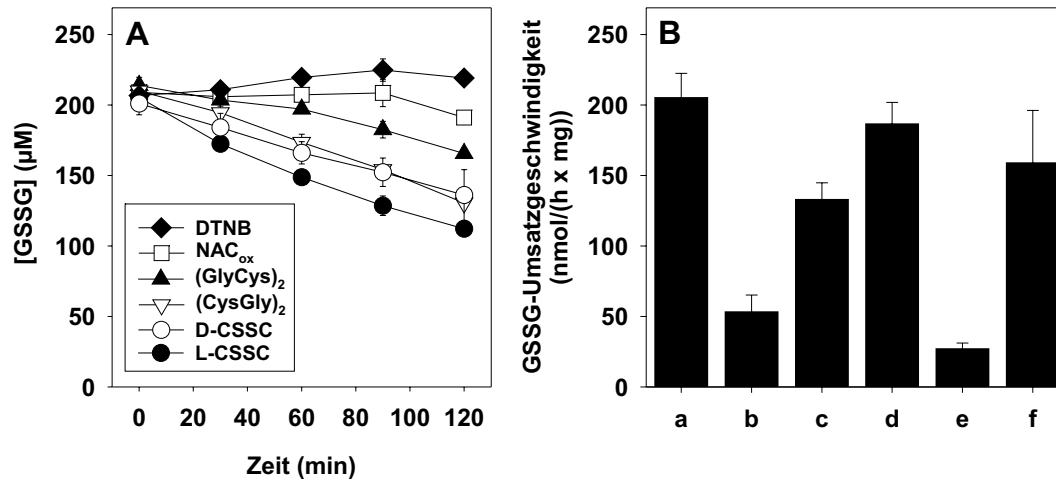 A
[GSSG] (µM)
250
200
150
100
50
0
DTNB
NACox
(GlyCys)2
(CysGly)2
D-CSSC
L-CSSC
0 20 40 60 80 100 120
Zeit (min)
B
GSSG-Umsatzgeschwindigkeit
(nmol/(h x mg))
250
200
150
100
50
0
a b c d e f